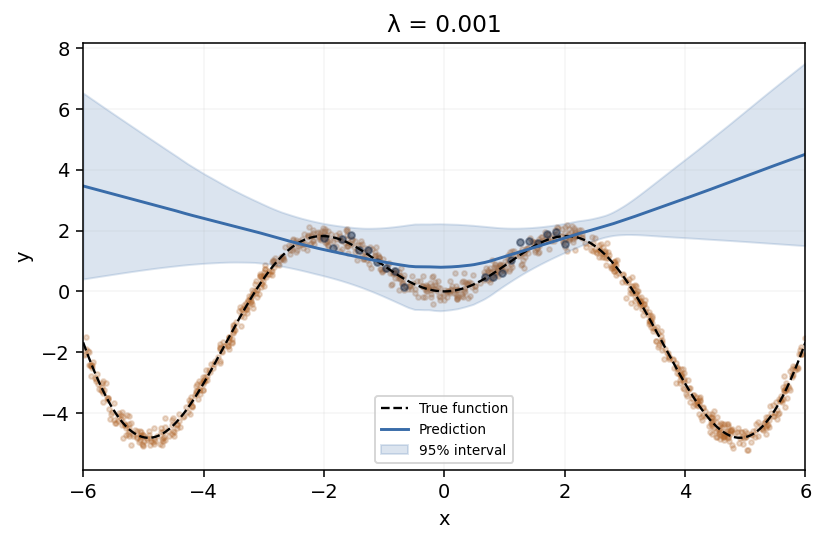 λ = 0.001
8
6
4
2
0
−2
−4
y
−6 −4 −2 0 2 4 6
x
True function
Prediction
95% interval